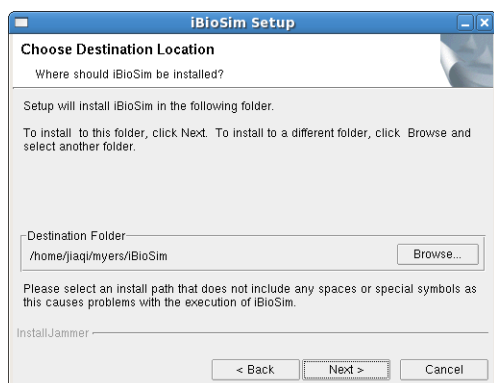 iBioSim Setup
Choose Destination Location
Where should iBioSim be installed?
Setup will install iBioSim in the following folder.
To install  to this folder, click Next.  To install to a different folder, click  Browse and
select another folder.
Destination Folder
/home/jiaqi/myers/iBioSim
Browse...
Please select an install path that does not include any spaces or special symbols as
this causes problems with the execution of iBioSim.
InstallJammer
< Back
Next >
Cancel